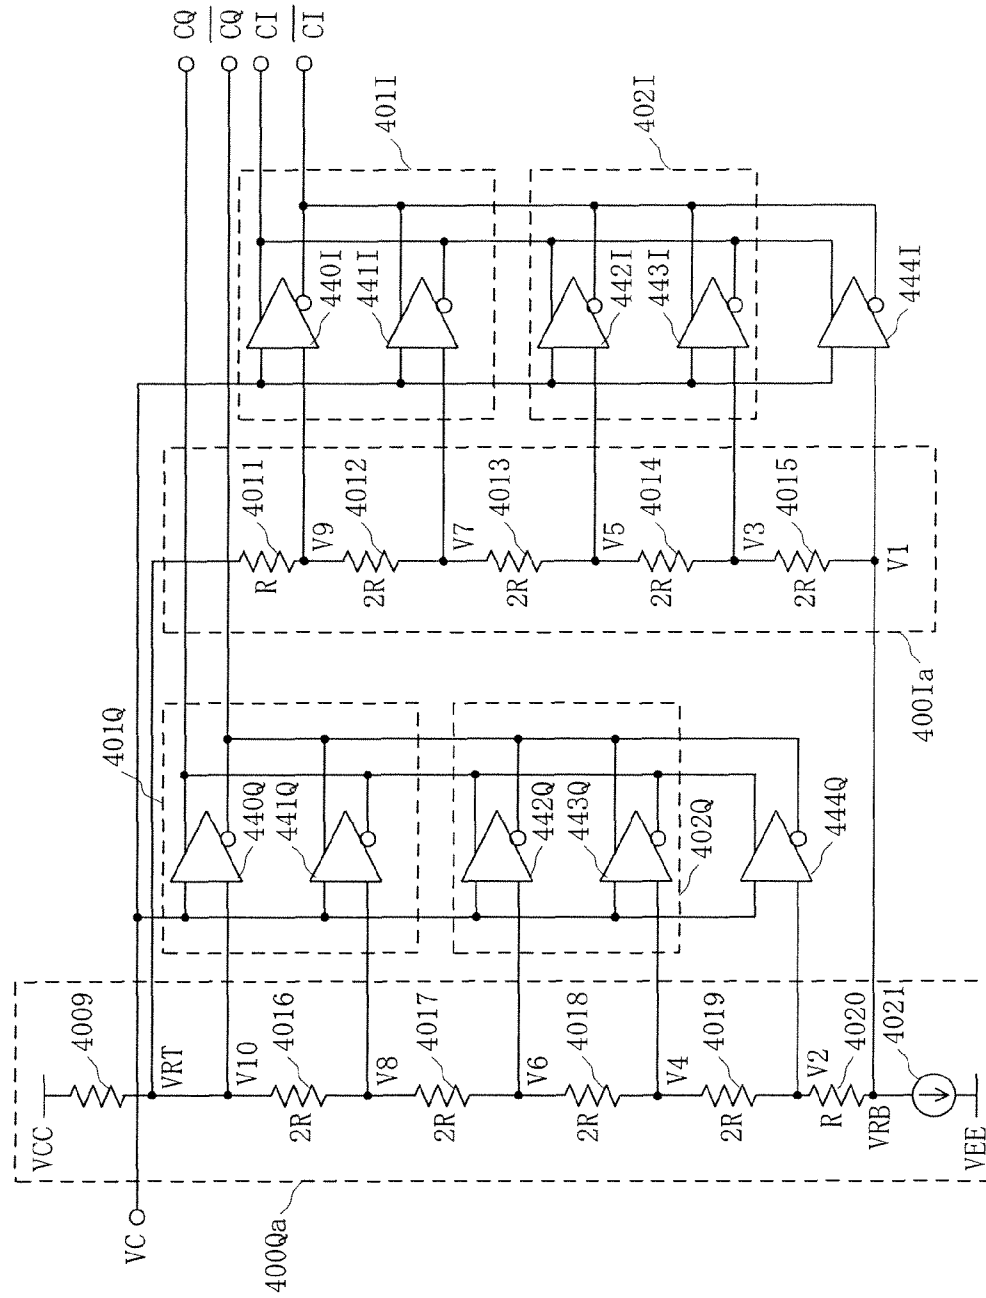 CQ
CQ
CI
CI
401I
402I
440I
441I
442I
443I
444I
4011
4012
4013
4014
4015
R
2R
2R
2R
2R
V9
V7
V5
V3
V1
400Ia
401Q
440Q
441Q
442Q
443Q
402Q
444Q
4009
VRT
V10
4016
V8
4017
V6
4018
V4
4019
V2
4020
4021
VCC
2R
2R
2R
2R
R
VRB
VEE
VC
400Qa